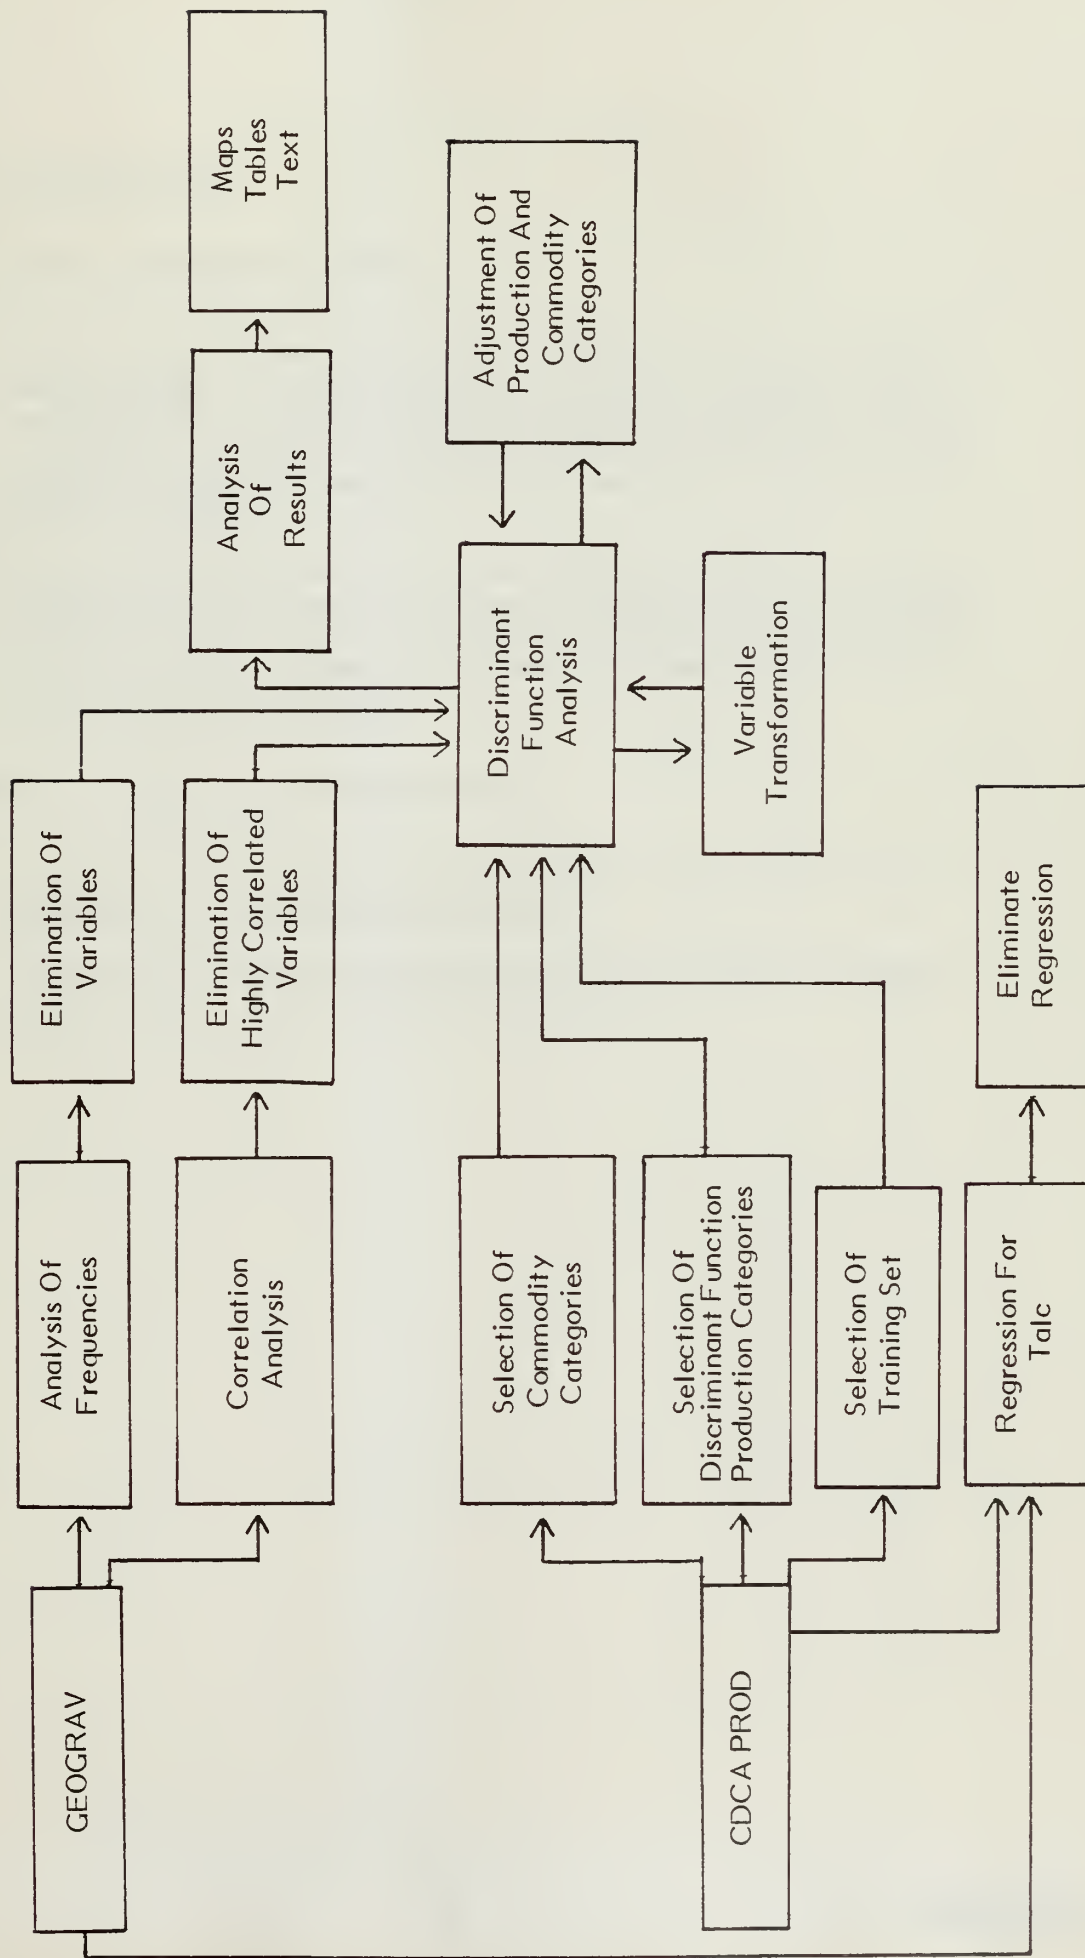 GEOGRAV
Analysis Of
Frequencies
Elimination Of
Variables
Correlation
Analysis
Elimination Of
Highly Correlated
Variables
Analysis
Of
Results
Maps
Tables
Text
CDCA PROD
Selection Of
Commodity
Categories
Selection Of
Discriminant Function
Production Categories
Selection Of
Training Set
Discriminant
Function
Analysis
Adjustment Of
Production And
Commodity
Categories
Variable
Transformation
Regression For
Talc
Eliminate
Regression